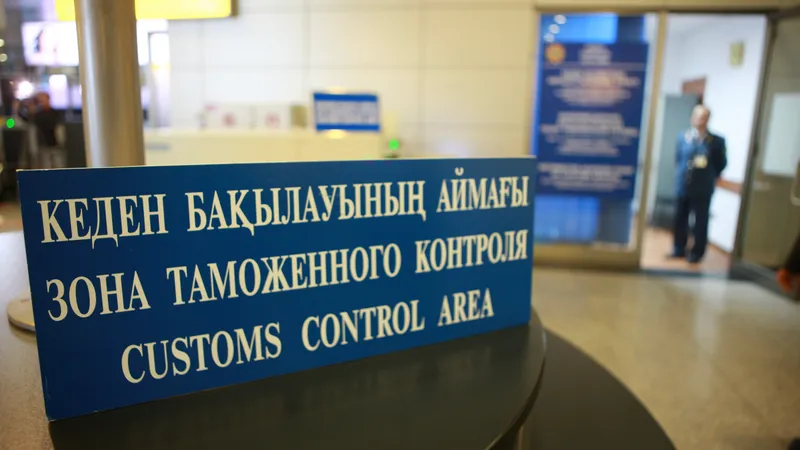 КЕДЕН БАҚЫЛАУЫНЫҢ АЙМАҒЫ
ЗОНА ТАМОЖЕННОГО КОНТРОЛЯ
CUSTOMS CONTROL AREA